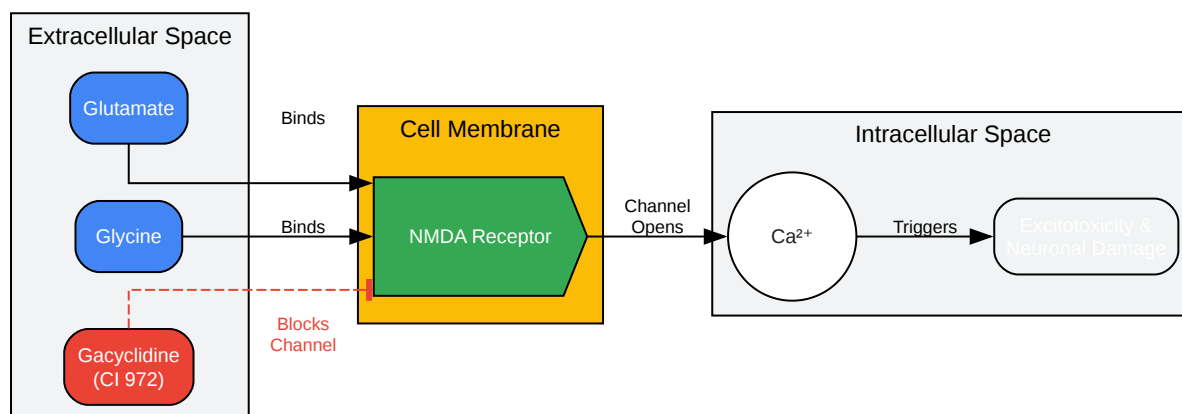 Extracellular Space
Glutamate
Glycine
Gacyclidine
(CI 972)
Binds
Binds
Blocks
Channel
Cell Membrane
NMDA Receptor
Channel
Opens
Intracellular Space
Ca²⁺
Triggers
Excitotoxicity &
Neuronal Damage